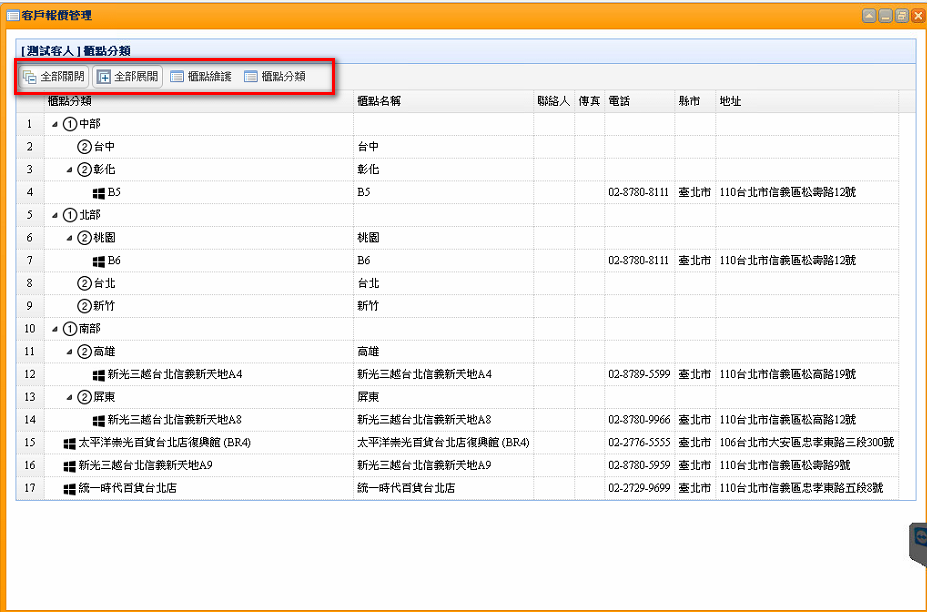 客戶報價管理
[測試客人] 櫃點分類
全部關閉 全部展開 櫃點維護 櫃點分類
櫃點分類 櫃點名稱 聯絡人 傳真 電話 縣市 地址
1 ①中部
2 ②台中 台中
3 ②彰化 彰化
4 B5 B5 02-8780-8111 臺北市 110台北市信義區松壽路12號
5 ①北部
6 ②桃園 桃園
7 B6 B6 02-8780-8111 臺北市 110台北市信義區松壽路12號
8 ②台北 台北
9 ②新竹 新竹
10 ①南部
11 ②高雄 高雄
12 新光三越台北信義新天地A4 新光三越台北信義新天地A4 02-8789-5599 臺北市 110台北市信義區松高路19號
13 ②屏東 屏東
14 新光三越台北信義新天地A8 新光三越台北信義新天地A8 02-8780-9966 臺北市 110台北市信義區松高路12號
15 太平洋崇光百貨台北店復興館 (BR4) 太平洋崇光百貨台北店復興館 (BR4) 02-2776-5555 臺北市 106台北市大安區忠孝東路三段300號
16 新光三越台北信義新天地A9 新光三越台北信義新天地A9 02-8780-5959 臺北市 110台北市信義區松壽路9號
17 統一時代百貨台北店 統一時代百貨台北店 02-2729-9699 臺北市 110台北市信義區忠孝東路五段8號